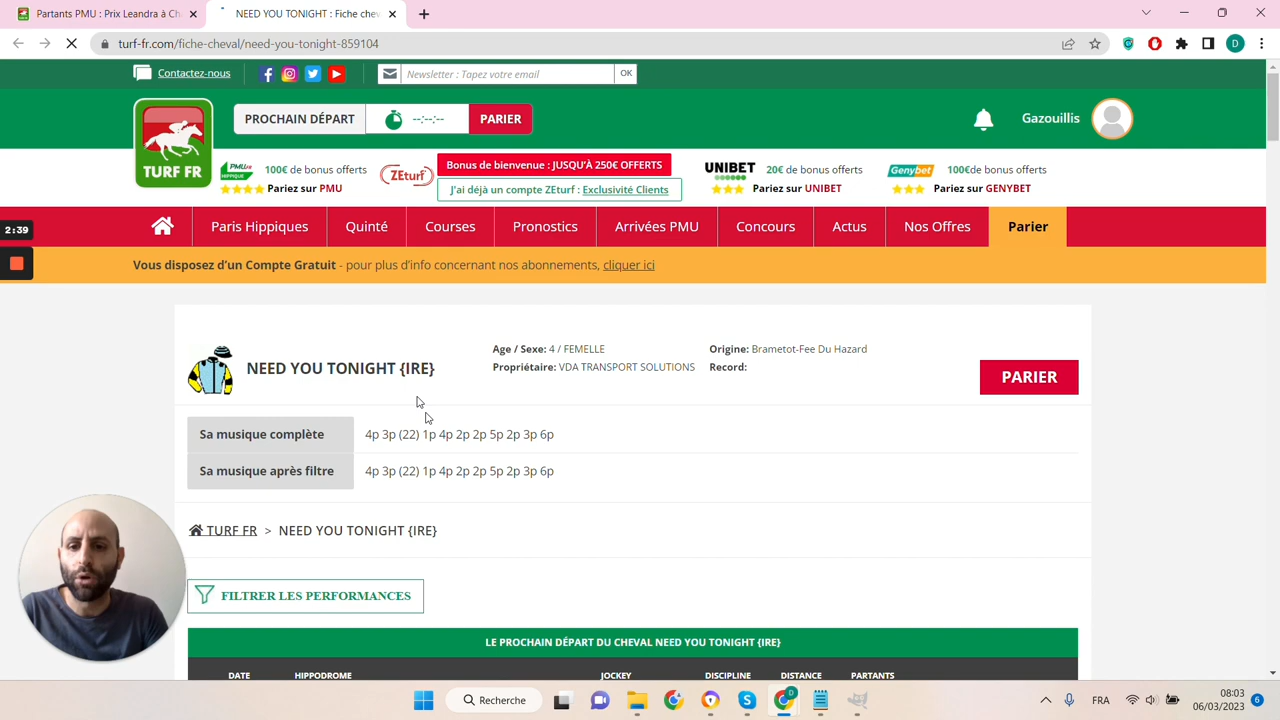 Partants PMU : Prix Leandra à Ch
NEED YOU TONIGHT : Fiche chev
turf-fr.com/fiche-cheval/need-you-tonight-859104
D
Contactez-nous
Newsletter : Tapez votre email
OK
TURF FR
PROCHAIN DÉPART
--:--:--
PARIER
Gazouillis
100€ de bonus offerts
Pariez sur PMU
ZEturf
Bonus de bienvenue : JUSQU'À 250€ OFFERTS
J'ai déjà un compte ZEturf : Exclusivité Clients
UNIBET
20€ de bonus offerts
Pariez sur UNIBET
Genybet
100€de bonus offerts
Pariez sur GENYBET
Paris Hippiques
Quinté
Courses
Pronostics
Arrivées PMU
Concours
Actus
Nos Offres
Parier
2:39
Vous disposez d'un Compte Gratuit - pour plus d'info concernant nos abonnements, cliquer ici
NEED YOU TONIGHT {IRE}
Age / Sexe: 4 / FEMELLE
Propriétaire: VDA TRANSPORT SOLUTIONS
Origine: Brametot-Fee Du Hazard
Record:
PARIER
Sa musique complète
4p 3p (22) 1p 4p 2p 2p 5p 2p 3p 6p
Sa musique après filtre
4p 3p (22) 1p 4p 2p 2p 5p 2p 3p 6p
TURF FR > NEED YOU TONIGHT {IRE}
FILTRER LES PERFORMANCES
LE PROCHAIN DÉPART DU CHEVAL NEED YOU TONIGHT {IRE}
DATE
HIPPODROME
JOCKEY
DISCIPLINE
DISTANCE
PARTANTS
Recherche
FRA
08:03
06/03/2023
6